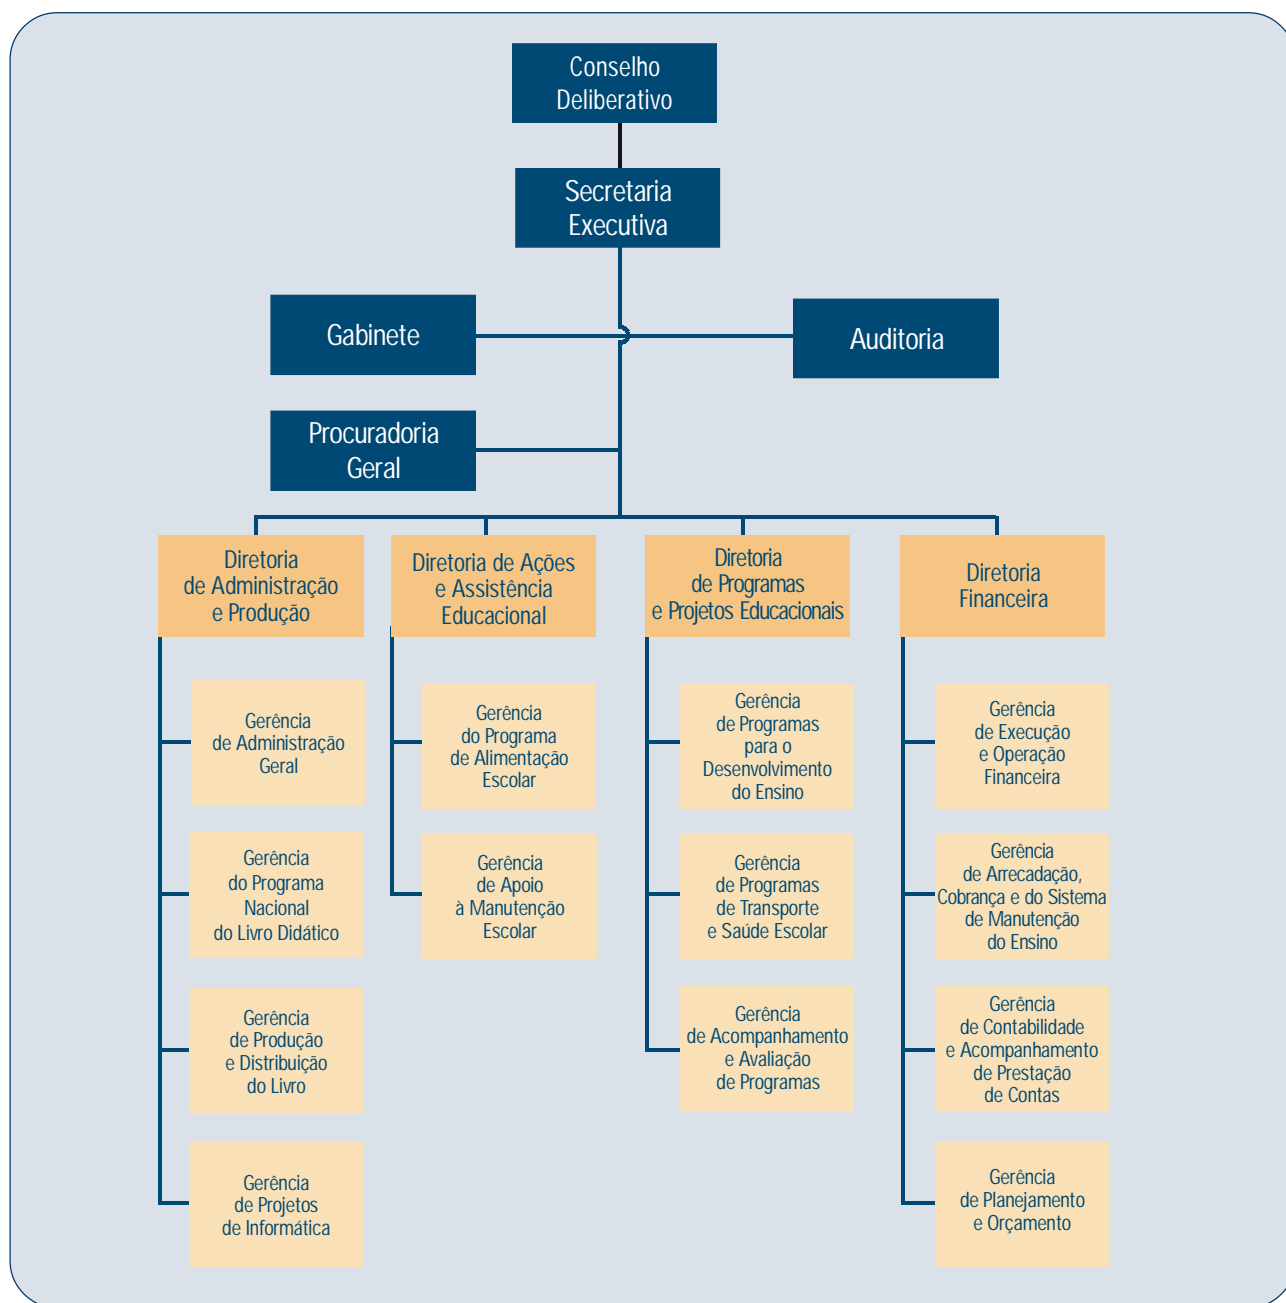 Conselho
Deliberativo
Secretaria
Executiva
Gabinete
Auditoria
Procuradoria
Geral
Diretoria
de Administração
e Produção
Diretoria de Ações
e Assistência
Educacional
Diretoria
de Programas
e Projetos Educacionais
Diretoria
Financeira
Gerência
de Administração
Geral
Gerência
do Programa
Nacional
do Livro Didático
Gerência
de Produção
e Distribuição
do Livro
Gerência
de Projetos
de Informática
Gerência
do Programa
de Alimentação
Escolar
Gerência
de Apoio
à Manutenção
Escolar
Gerência
de Programas
para o
Desenvolvimento
do Ensino
Gerência
de Programas
de Transporte
e Saúde Escolar
Gerência
de Acompanhamento
e Avaliação
de Programas
Gerência
de Execução
e Operação
Financeira
Gerência
de Arrecadação,
Cobrança e do Sistema
de Manutenção
do Ensino
Gerência
de Contabilidade
e Acompanhamento
de Prestação
de Contas
Gerência
de Planejamento
e Orçamento